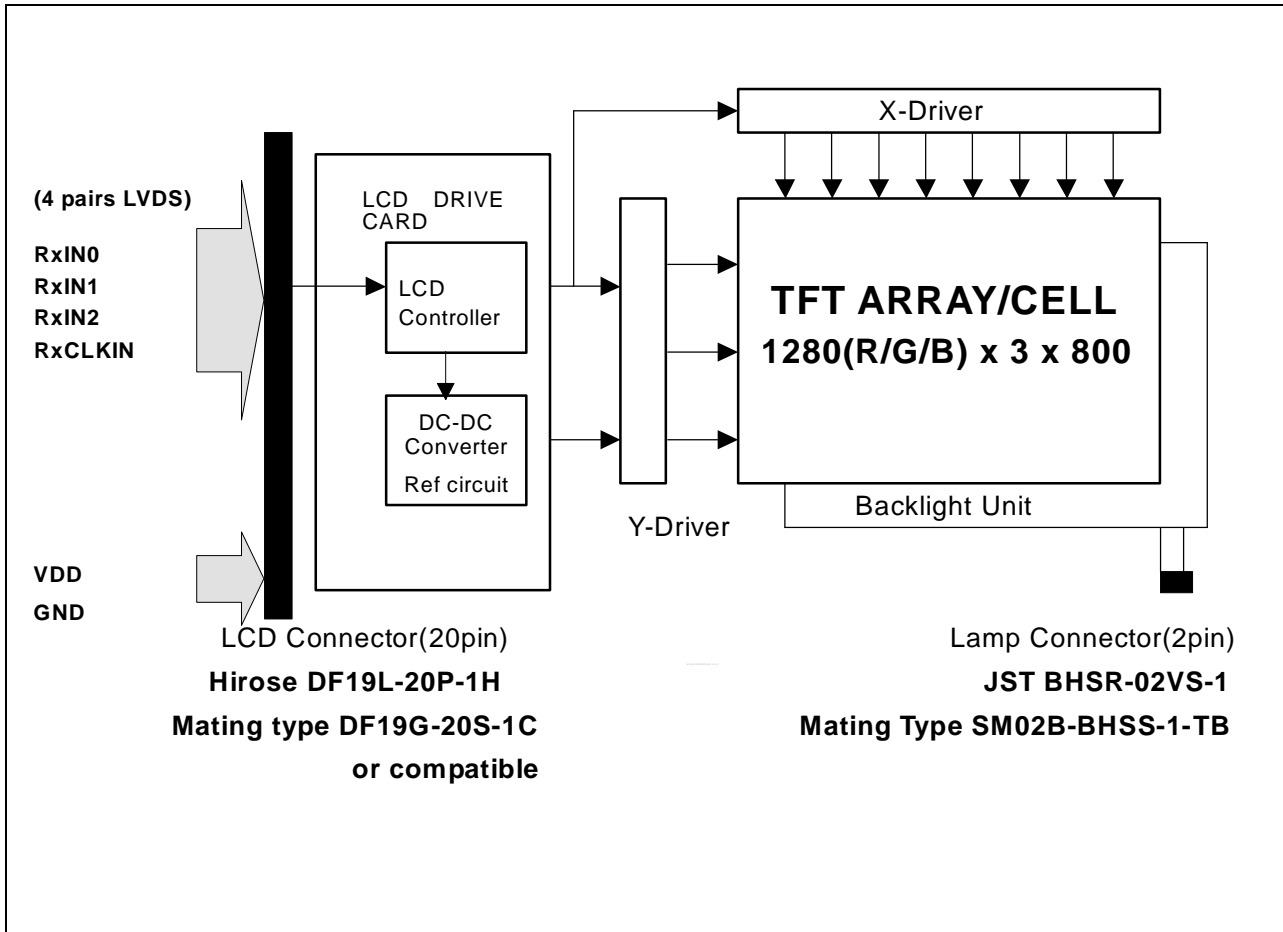 X-Driver
(4 pairs LVDS)
RxIN0
RxIN1
RxIN2
RxCLKIN
LCD DRIVE
CARD
LCD
Controller
DC-DC
Converter
Ref circuit
TFT ARRAY/CELL
1280(R/G/B) x 3 x 800
Backlight Unit
Y-Driver
VDD
GND
LCD Connector(20pin)
Hirose DF19L-20P-1H
Mating type DF19G-20S-1C
or compatible
Lamp Connector(2pin)
JST BHSR-02VS-1
Mating Type SM02B-BHSS-1-TB